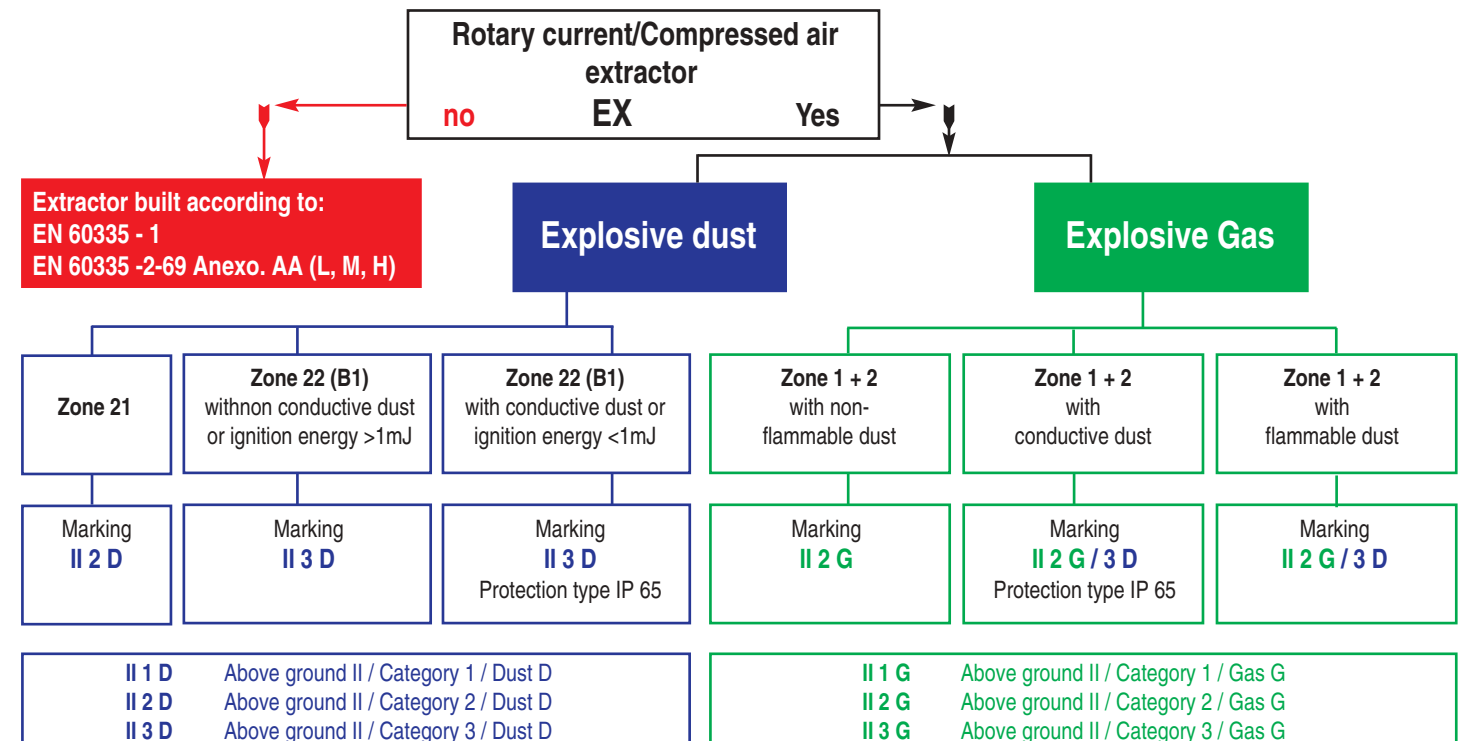 Rotary current/Compressed air
extractor
no EX Yes
Extractor built according to:
EN 60335 - 1
EN 60335 -2-69 Anexo. AA (L, M, H)
Explosive dust
Explosive Gas
Zone 21
Zone 22 (B1)
withnon conductive dust
or ignition energy >1mJ
Zone 22 (B1)
with conductive dust or
ignition energy <1mJ
Zone 1 + 2
with non-
flammable dust
Zone 1 + 2
with
conductive dust
Zone 1 + 2
with
flammable dust
Marking
II 2 D
Marking
II 3 D
Marking
II 3 D
Protection type IP 65
Marking
II 2 G
Marking
II 2 G / 3 D
Protection type IP 65
Marking
II 2 G / 3 D
II 1 D Above ground II / Category 1 / Dust D
II 2 D Above ground II / Category 2 / Dust D
II 3 D Above ground II / Category 3 / Dust D
II 1 G Above ground II / Category 1 / Gas G
II 2 G Above ground II / Category 2 / Gas G
II 3 G Above ground II / Category 3 / Gas G